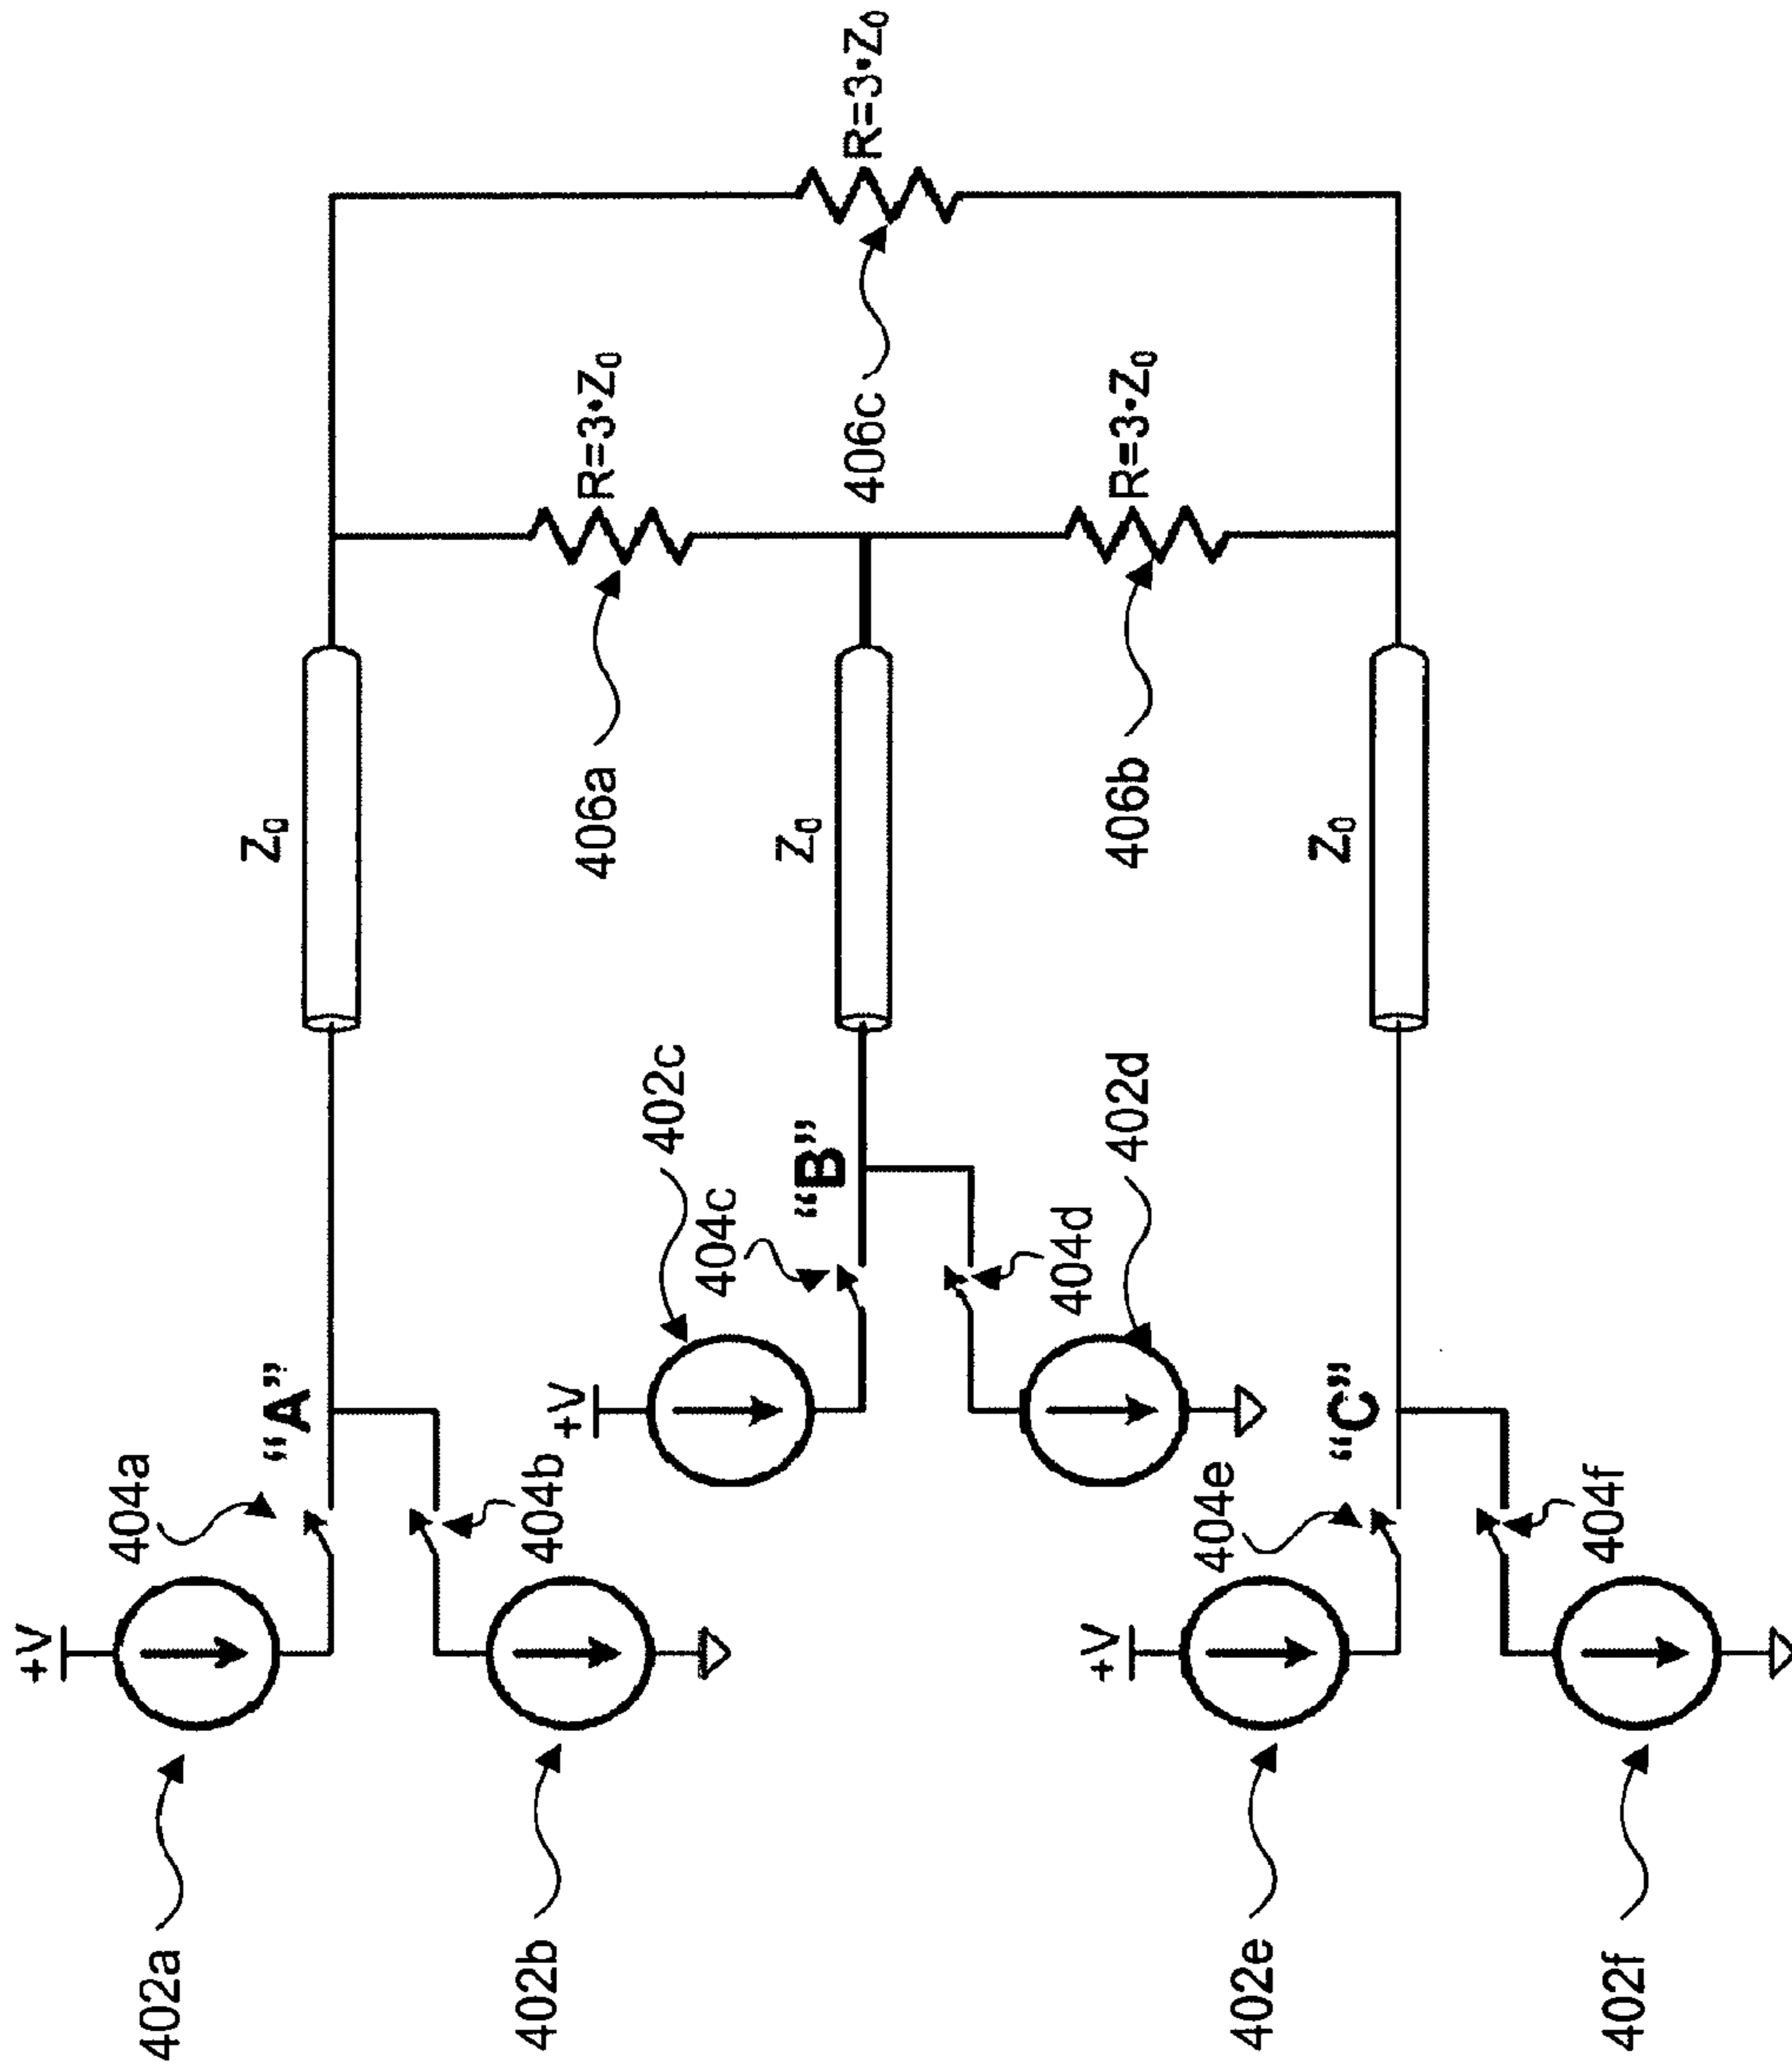 +V
402a
404a
"A"
Z₀
402b
404b
406a
R=3•Z₀
+V
402c
404c
"B"
Z₀
406c
R=3•Z₀
404d
402d
406b
R=3•Z₀
+V
402e
404e
"C"
Z₀
402f
404f